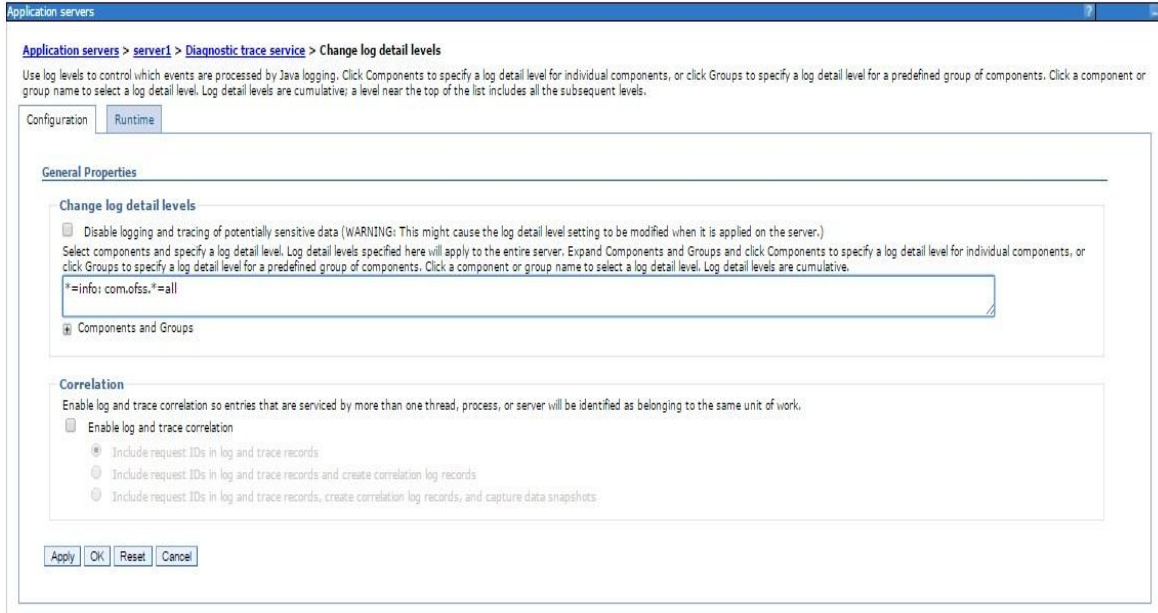 Application servers
?
Application servers > server1 > Diagnostic trace service > Change log detail levels
Use log levels to control which events are processed by Java logging. Click Components to specify a log detail level for individual components, or click Groups to specify a log detail level for a predefined group of components. Click a component or
group name to select a log detail level. Log detail levels are cumulative; a level near the top of the list includes all the subsequent levels.
Configuration Runtime
General Properties
Change log detail levels
Disable logging and tracing of potentially sensitive data (WARNING: This might cause the log detail level setting to be modified when it is applied on the server.)
Select components and specify a log detail level. Log detail levels specified here will apply to the entire server. Expand Components and Groups and click Components to specify a log detail level for individual components, or
click Groups to specify a log detail level for a predefined group of components. Click a component or group name to select a log detail level. Log detail levels are cumulative.
*=info: com.ofss.*=all
Components and Groups
Correlation
Enable log and trace correlation so entries that are serviced by more than one thread, process, or server will be identified as belonging to the same unit of work.
Enable log and trace correlation
Include request IDs in log and trace records
Include request IDs in log and trace records and create correlation log records
Include request IDs in log and trace records, create correlation log records, and capture data snapshots
Apply OK Reset Cancel